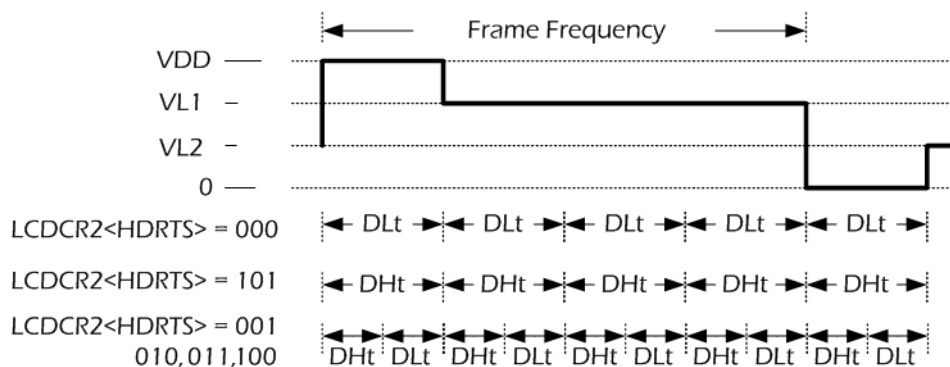 Frame Frequency
VDD
VL1
VL2
0
LCDCR2<HDRTS> = 000 DLt DLt DLt DLt DLt
LCDCR2<HDRTS> = 101 DHt DHt DHt DHt DHt
LCDCR2<HDRTS> = 001
010,011,100 DHt DLt DHt DLt DHt DLt DHt DLt DHt DLt